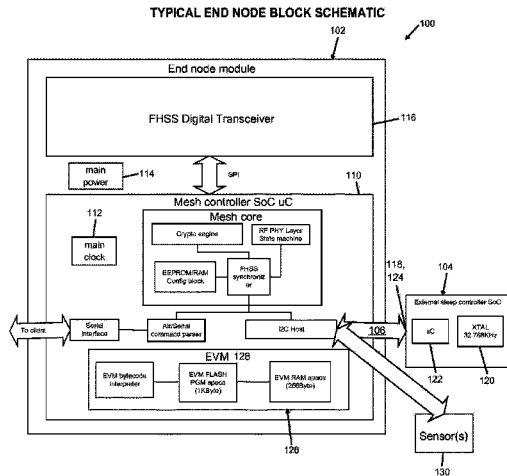 TYPICAL END NODE BLOCK SCHEMATIC
100
102
End node module
FHSS Digital Transceiver
116
main
power
114
SPI
110
Mesh controller SoC uC
112
main
clock
Mesh core
Crypto engine
RF PHY Layer
State machine
EEPROM/RAM
Config block
FHSS
synchroniz
er
118,
124
104
External sleep controller SoC
To client
Serial
Interface
Air/Serial
command parser
I2C Host
106
uC
XTAL
32.768KHz
122
120
EVM 128
EVM bytecode
interpreter
EVM FLASH
PGM space
(1KByte)
EVM RAM space
(256Byte)
126
Sensor(s)
130